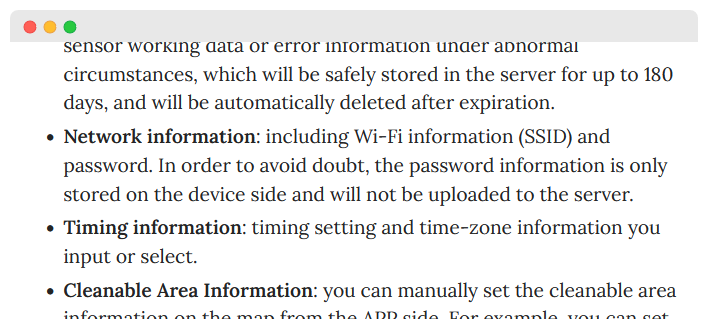 sensor working data or error information under abnormal
circumstances, which will be safely stored in the server for up to 180
days, and will be automatically deleted after expiration.
• Network information: including Wi-Fi information (SSID) and
password. In order to avoid doubt, the password information is only
stored on the device side and will not be uploaded to the server.
• Timing information: timing setting and time-zone information you
input or select.
• Cleanable Area Information: you can manually set the cleanable area
information on the map from the APP side. For example, you can set